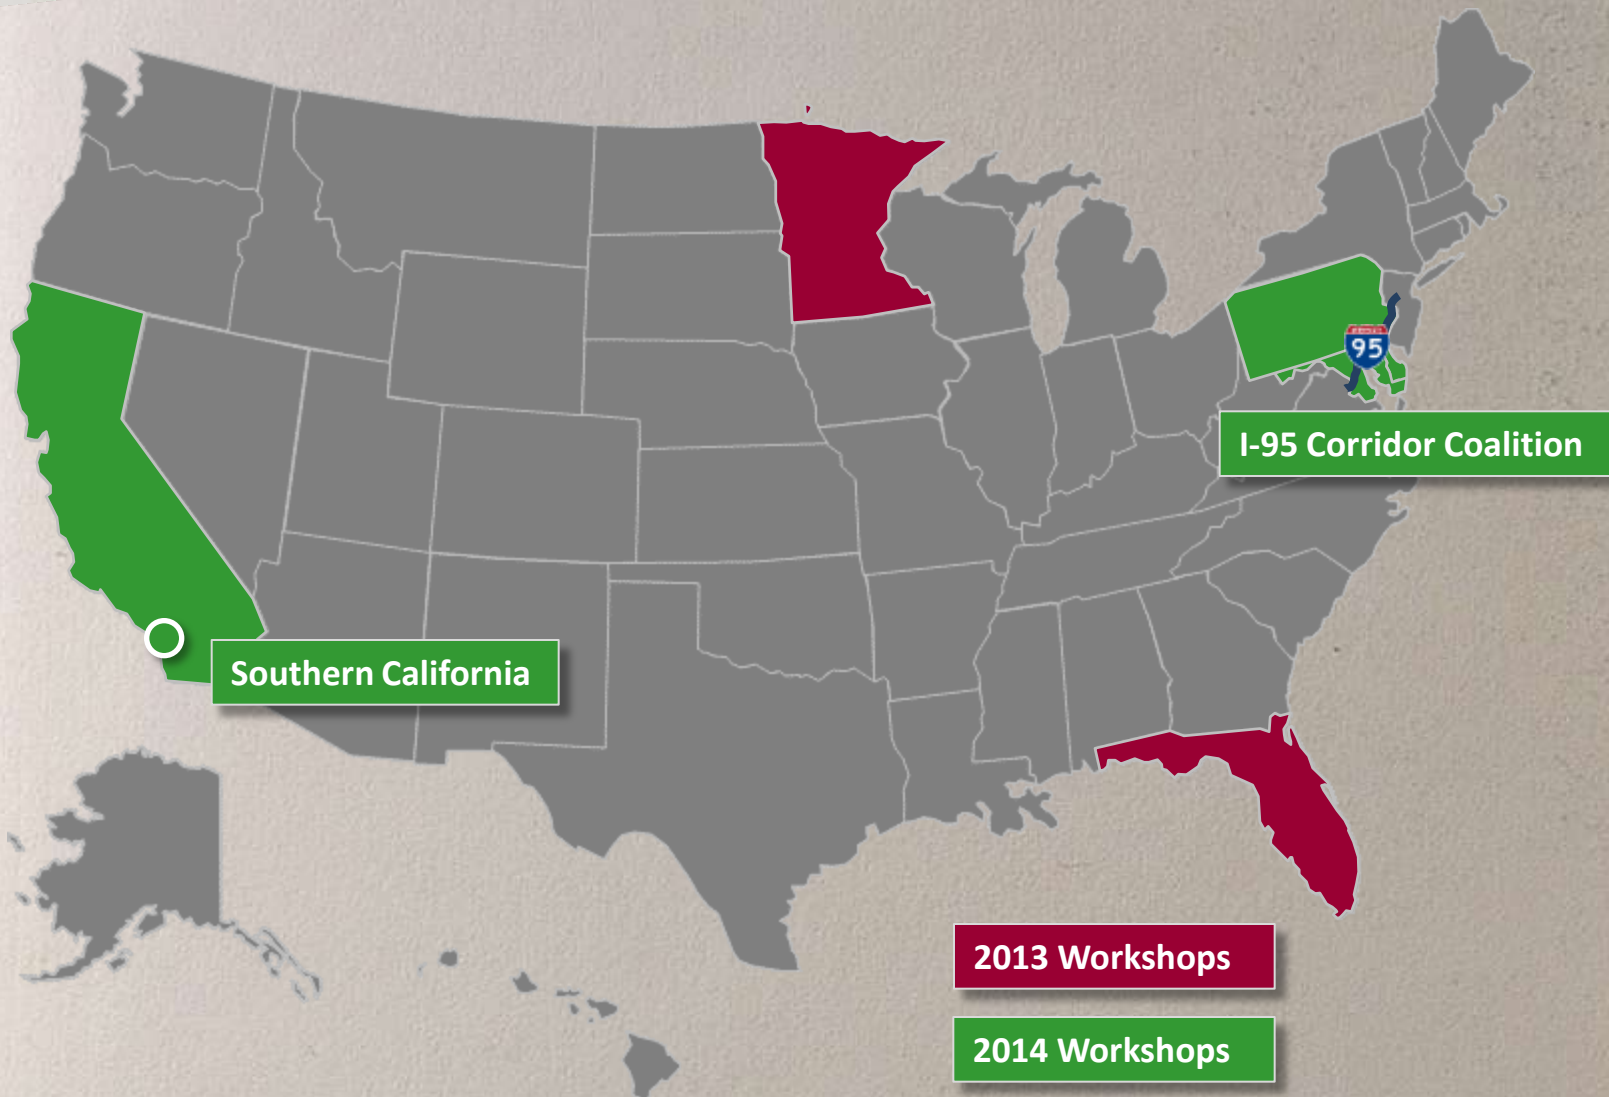 95
I-95 Corridor Coalition
Southern California
2013 Workshops
2014 Workshops